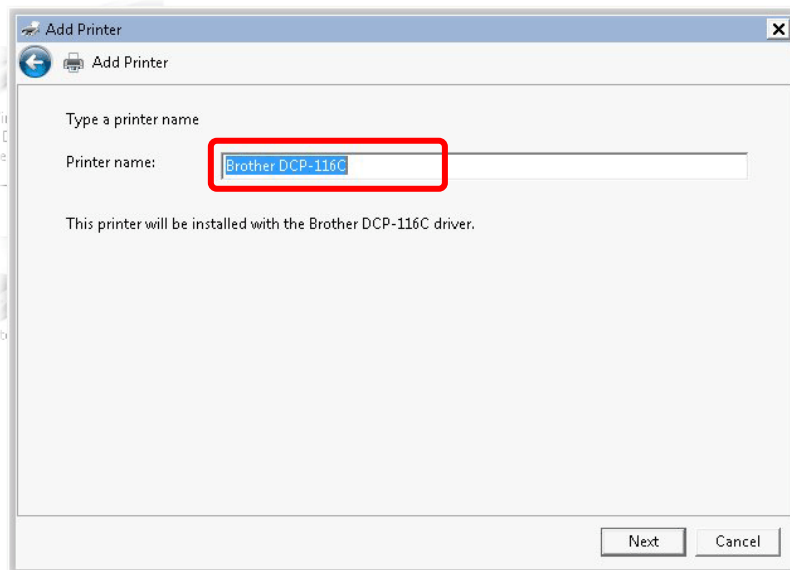 Add Printer
Add Printer
Type a printer name
Printer name: Brother DCP-116C
This printer will be installed with the Brother DCP-116C driver.
Next Cancel